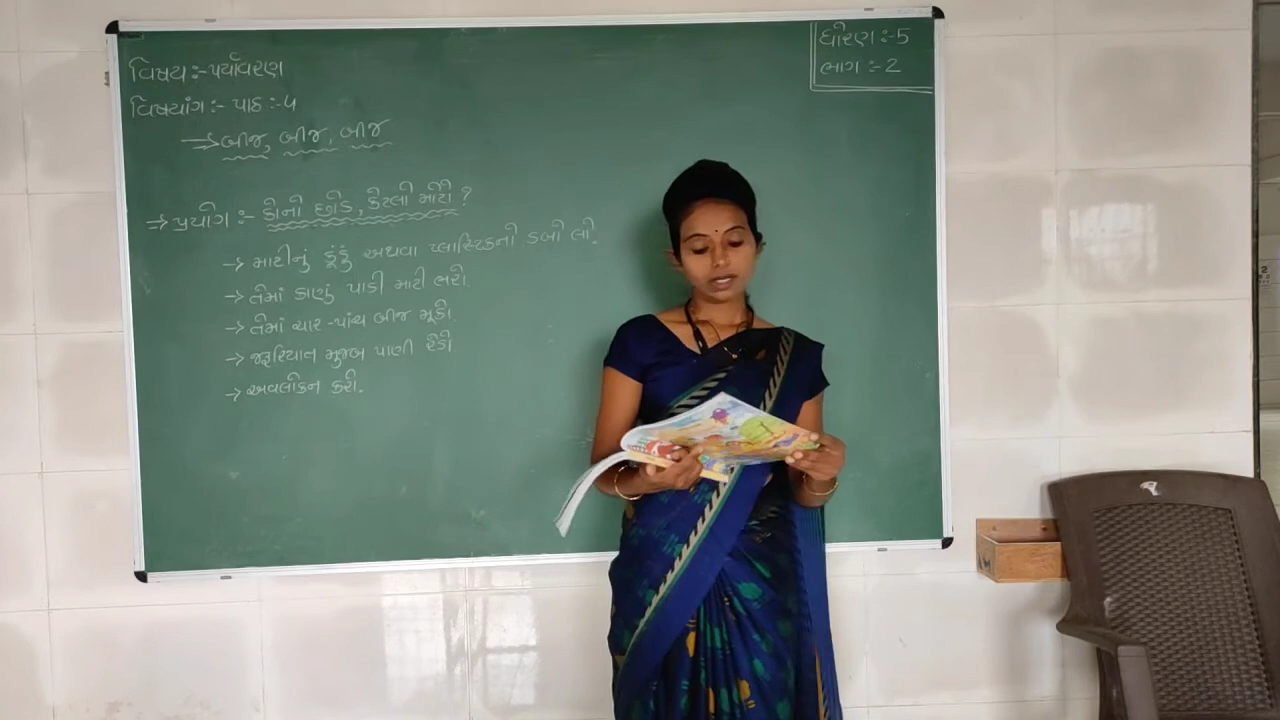 વિષય :- પર્યાવરણ
વિષયાંગ :- પાઠ :- ૫
→ બીજ, બીજ, બીજ
ધોરણ :- 5
ભાગ :- 2
⇒ પ્રયોગ :- કોનો છોડ, કેટલો મોટો ?
→ માટીનું કૂંડું અથવા પ્લાસ્ટિકનો ડબો લો.
→ તેમાં કાણું પાડી માટી ભરો.
→ તેમાં ચાર-પાંચ બીજ મૂકો.
→ જરૂરિયાત મુજબ પાણી રેડો
→ અવલોકન કરો.